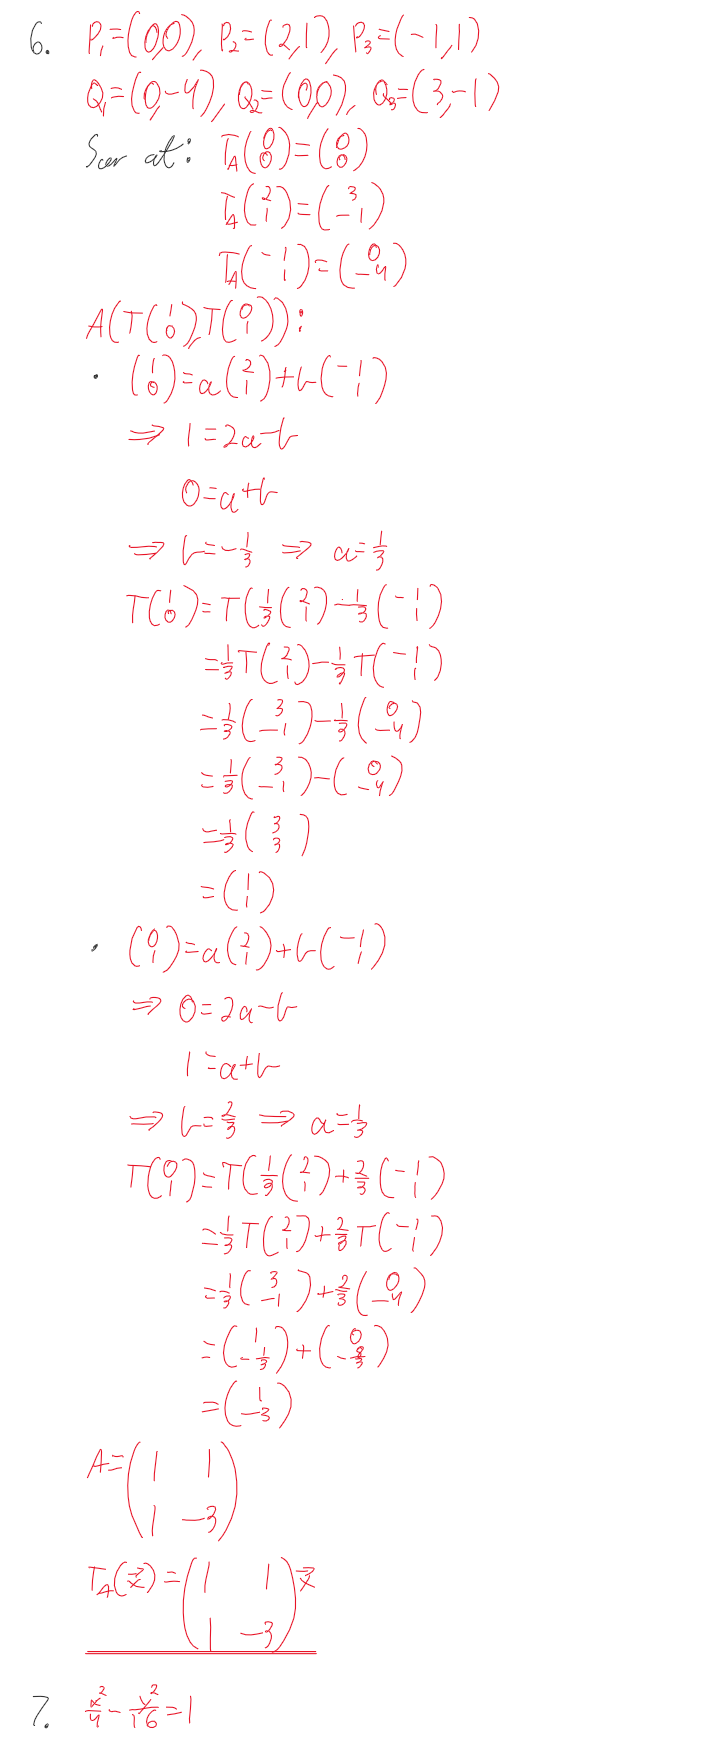 6. P₁=(0,0), P₂=(2,1), P₃=(-1,1)
Q₁=(0,-4), Q₂=(0,0), Q₃=(3,-1)
Ser at: T_A(0 0)=(0 0)
T_A(2 1)=(3 -1)
T_A(-1 1)=(0 -4)
A(T(1 0),T(0 1)):
· (1 0)=a(2 1)+b(-1 1)
⇒ 1=2a-b
0=a+b
⇒ b=-1/3 ⇒ a=1/3
T(1 0)=T(1/3(2 1)-1/3(-1 1)
=1/3T(2 1)-1/3T(-1 1)
=1/3(3 -1)-1/3(0 -4)
=1/3(3 -1)-(0 -4)
=1/3(3 3)
=(1 1)
· (0 1)=a(2 1)+b(-1 1)
⇒ 0=2a-b
1=a+b
⇒ b=2/3 ⇒ a=1/3
T(0 1)=T(1/3(2 1)+2/3(-1 1)
=1/3T(2 1)+2/3T(-1 1)
=1/3(3 -1)+2/3(0 -4)
=(1 -1/3)+(0 -8/3)
=(1 -3)
A=(1 1
1 -3)
T_A(x⃗)=(1 1
1 -3)x⃗
7. x²/4-y²/16=1